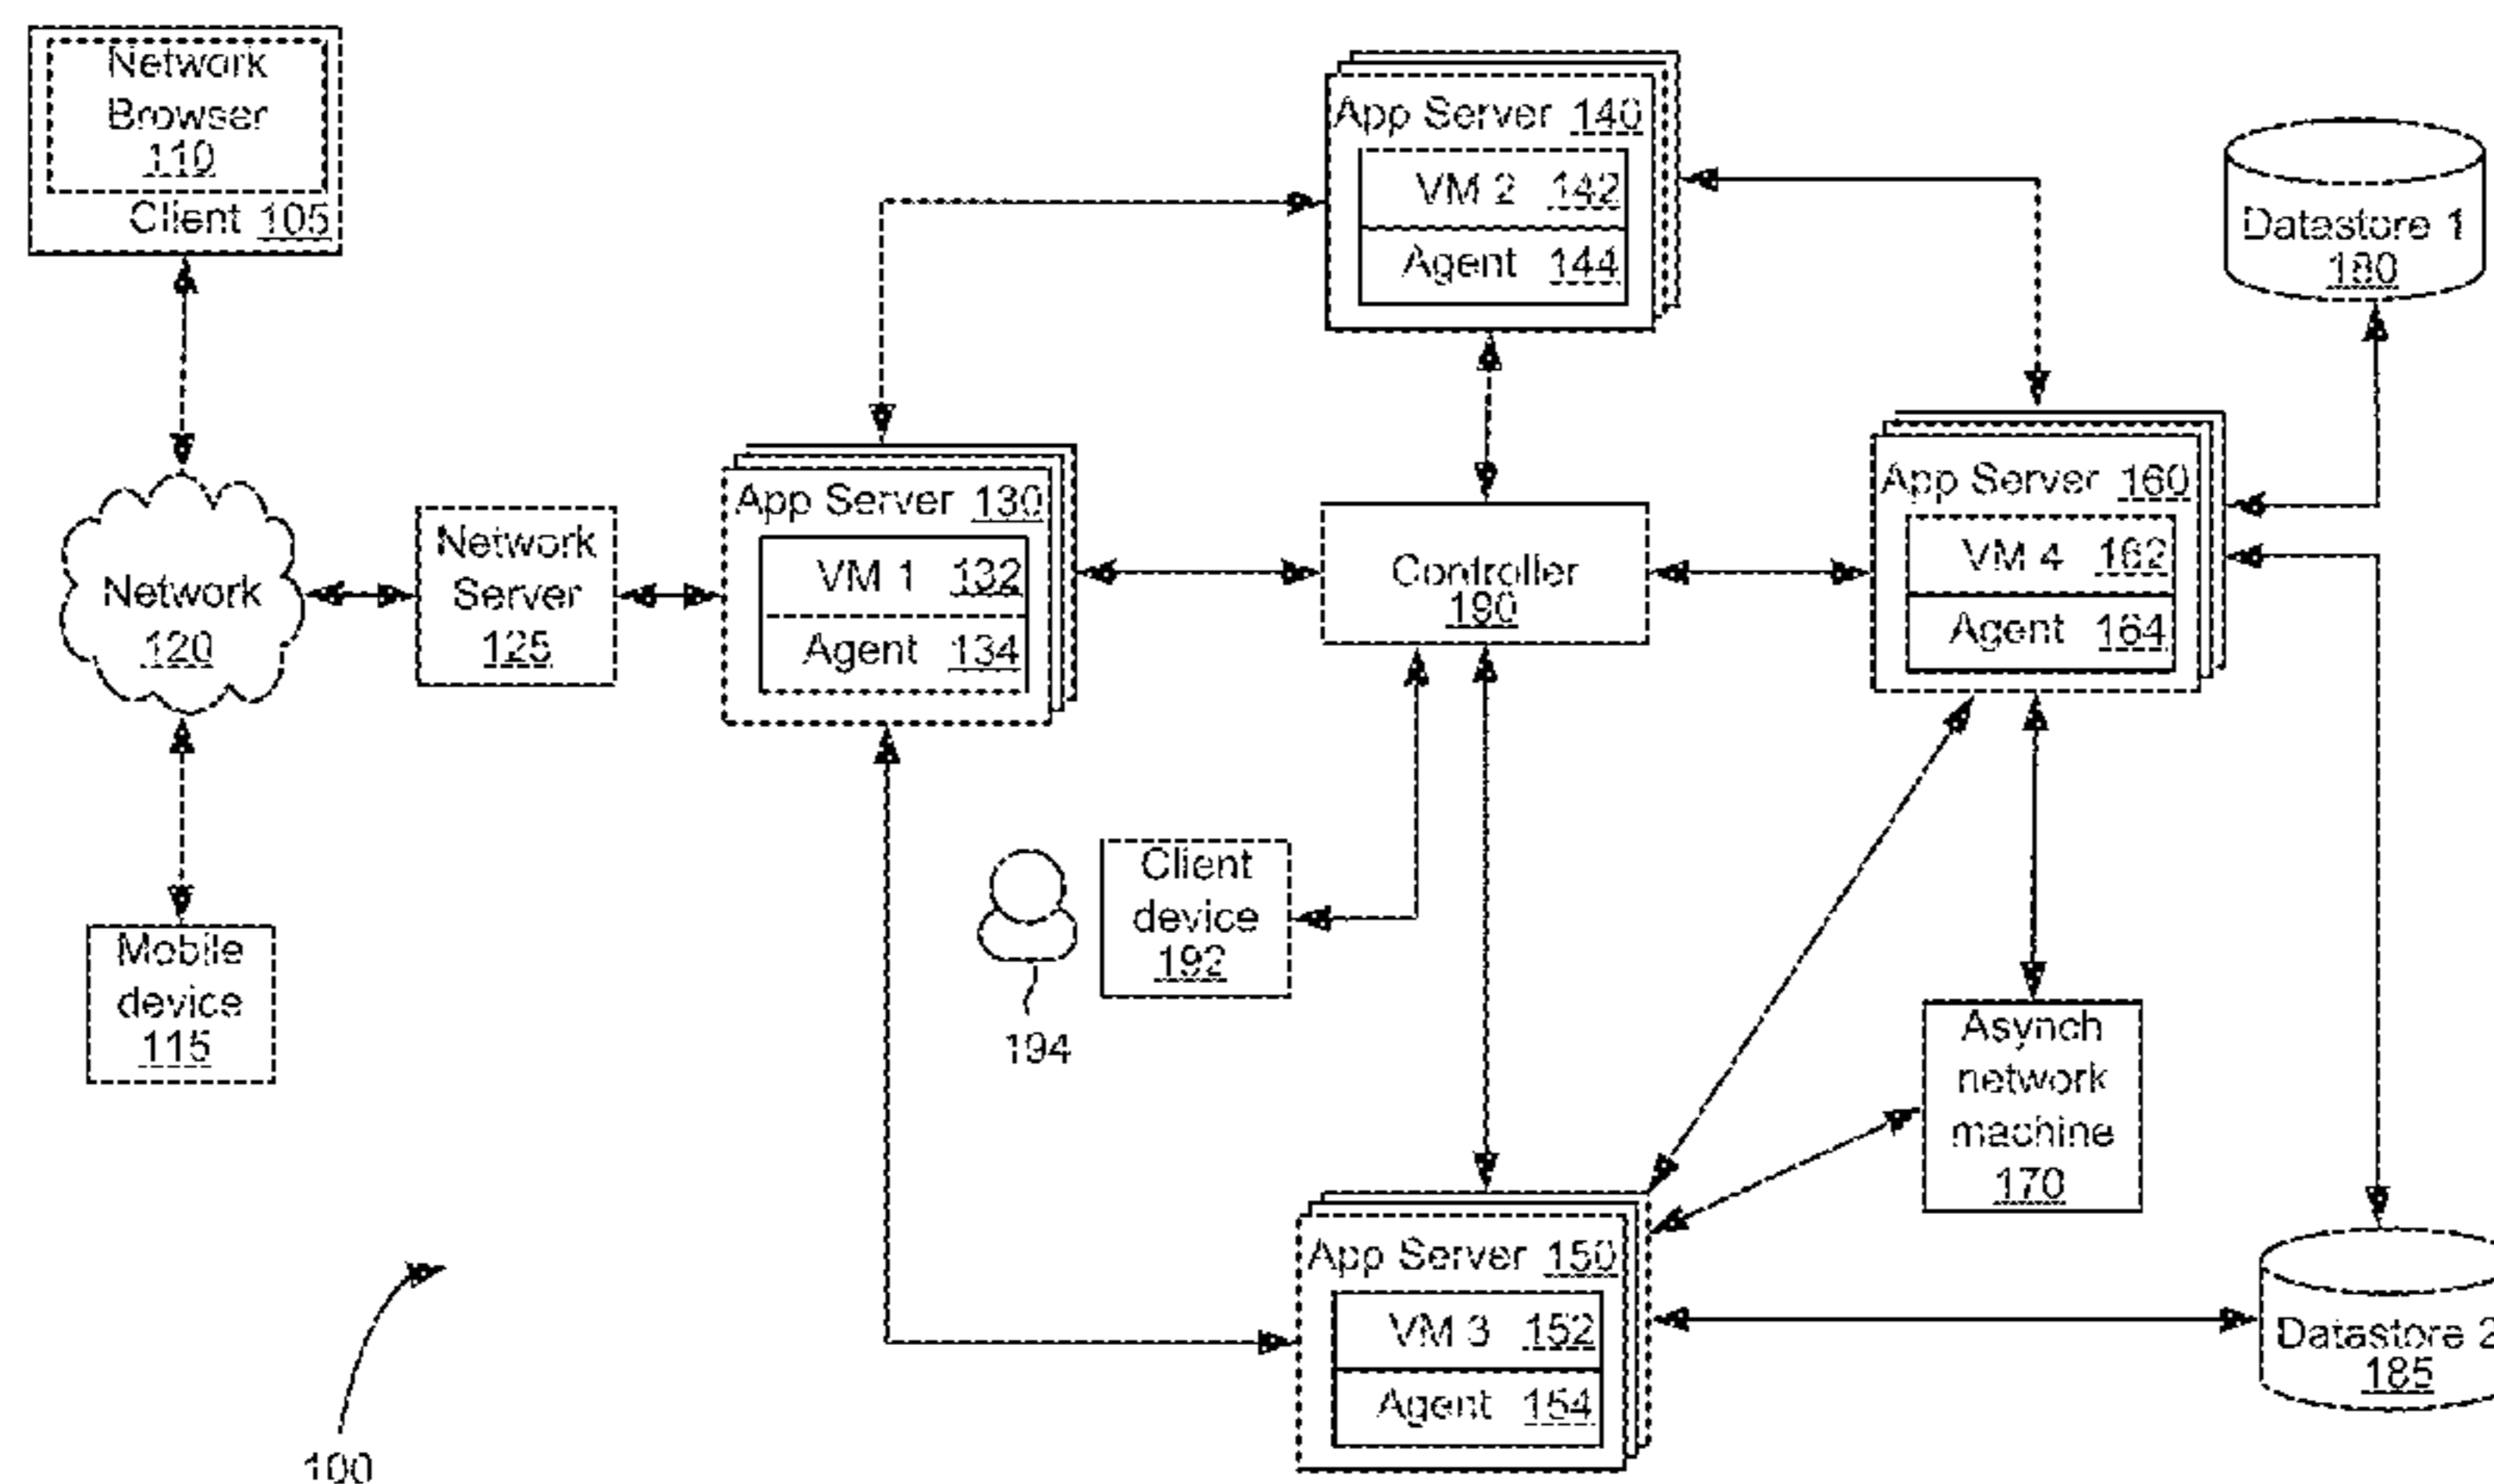 Network
Browser
110
Client 105
Network
120
Mobile
device
115
Network
Server
125
App Server 130
VM 1 132
Agent 134
App Server 140
VM 2 142
Agent 144
Controller
190
Client
device
192
194
App Server 150
VM 3 152
Agent 154
App Server 160
VM 4 162
Agent 164
Asynch
network
machine
170
Datastore 1
180
Datastore 2
185
100